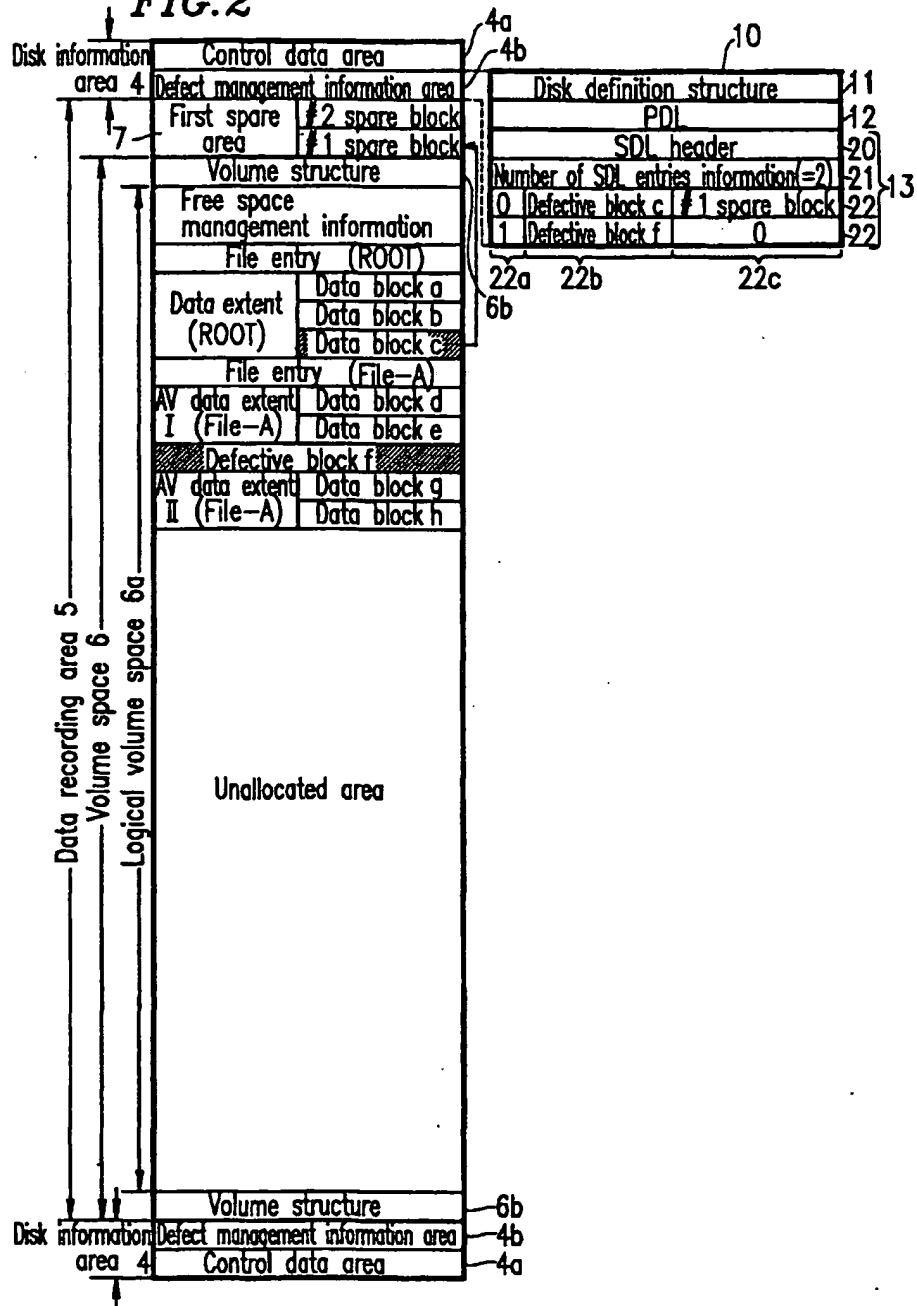 FIG.2
Disk information area 4
Control data area
4a
Defect management information area
4b
7
First spare area
#2 spare block
#1 spare block
Volume structure
6b
Free space management information
File entry (ROOT)
Data extent (ROOT)
Data block a
Data block b
Data block c
File entry (File-A)
AV data extent I (File-A)
Data block d
Data block e
Defective block f
AV data extent II (File-A)
Data block g
Data block h
Unallocated area
Data recording area 5
Volume space 6
Logical volume space 6a
Volume structure
6b
Disk information area 4
Defect management information area
4b
Control data area
4a
10
Disk definition structure
11
PDL
12
SDL header
20
Number of SDL entries information(=2)
21
13
0 Defective block c #1 spare block
22
1 Defective block f 0
22
22a 22b 22c